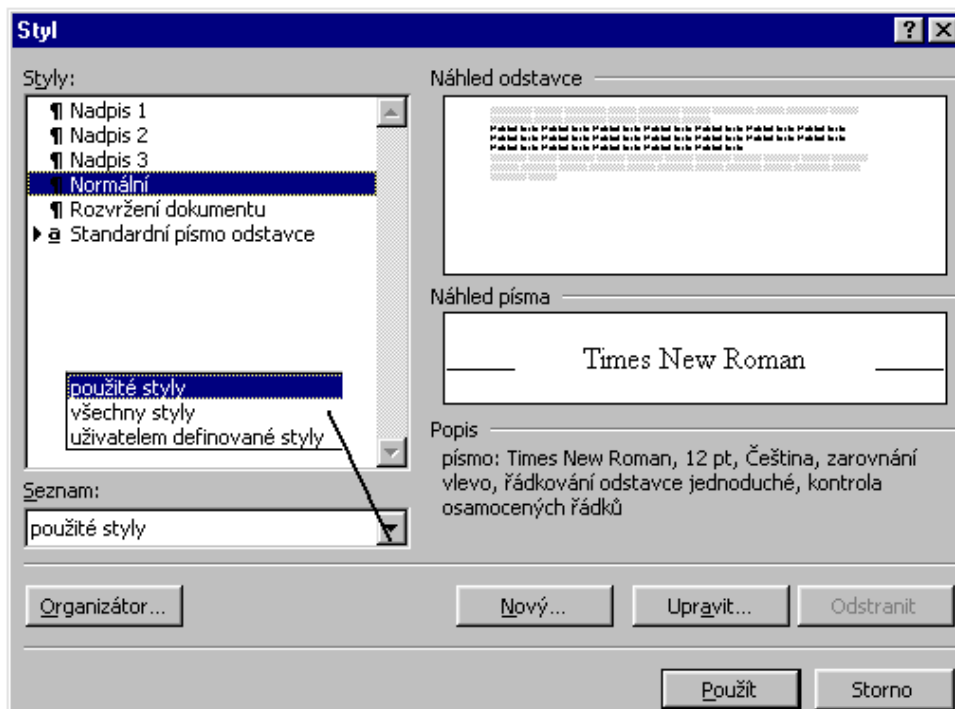 Styl
Styly:
¶ Nadpis 1
¶ Nadpis 2
¶ Nadpis 3
¶ Normální
¶ Rozvržení dokumentu
a Standardní písmo odstavce
použité styly
všechny styly
uživatelem definované styly
Seznam:
použité styly
Náhled odstavce
Náhled písma
Times New Roman
Popis
písmo: Times New Roman, 12 pt, Čeština, zarovnání
vlevo, řádkování odstavce jednoduché, kontrola
osamocených řádků
Organizátor...
Nový...
Upravit...
Odstranit
Použít
Storno